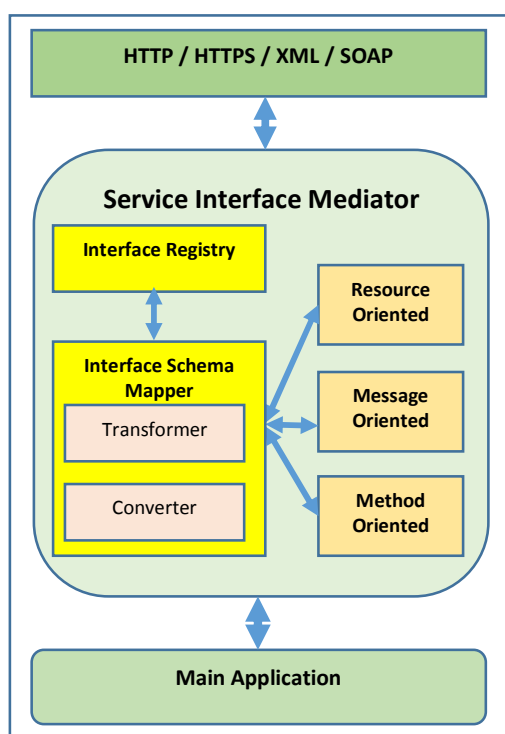 HTTP / HTTPS / XML / SOAP
Service Interface Mediator
Interface Registry
Interface Schema
Mapper
Transformer
Converter
Resource
Oriented
Message
Oriented
Method
Oriented
Main Application